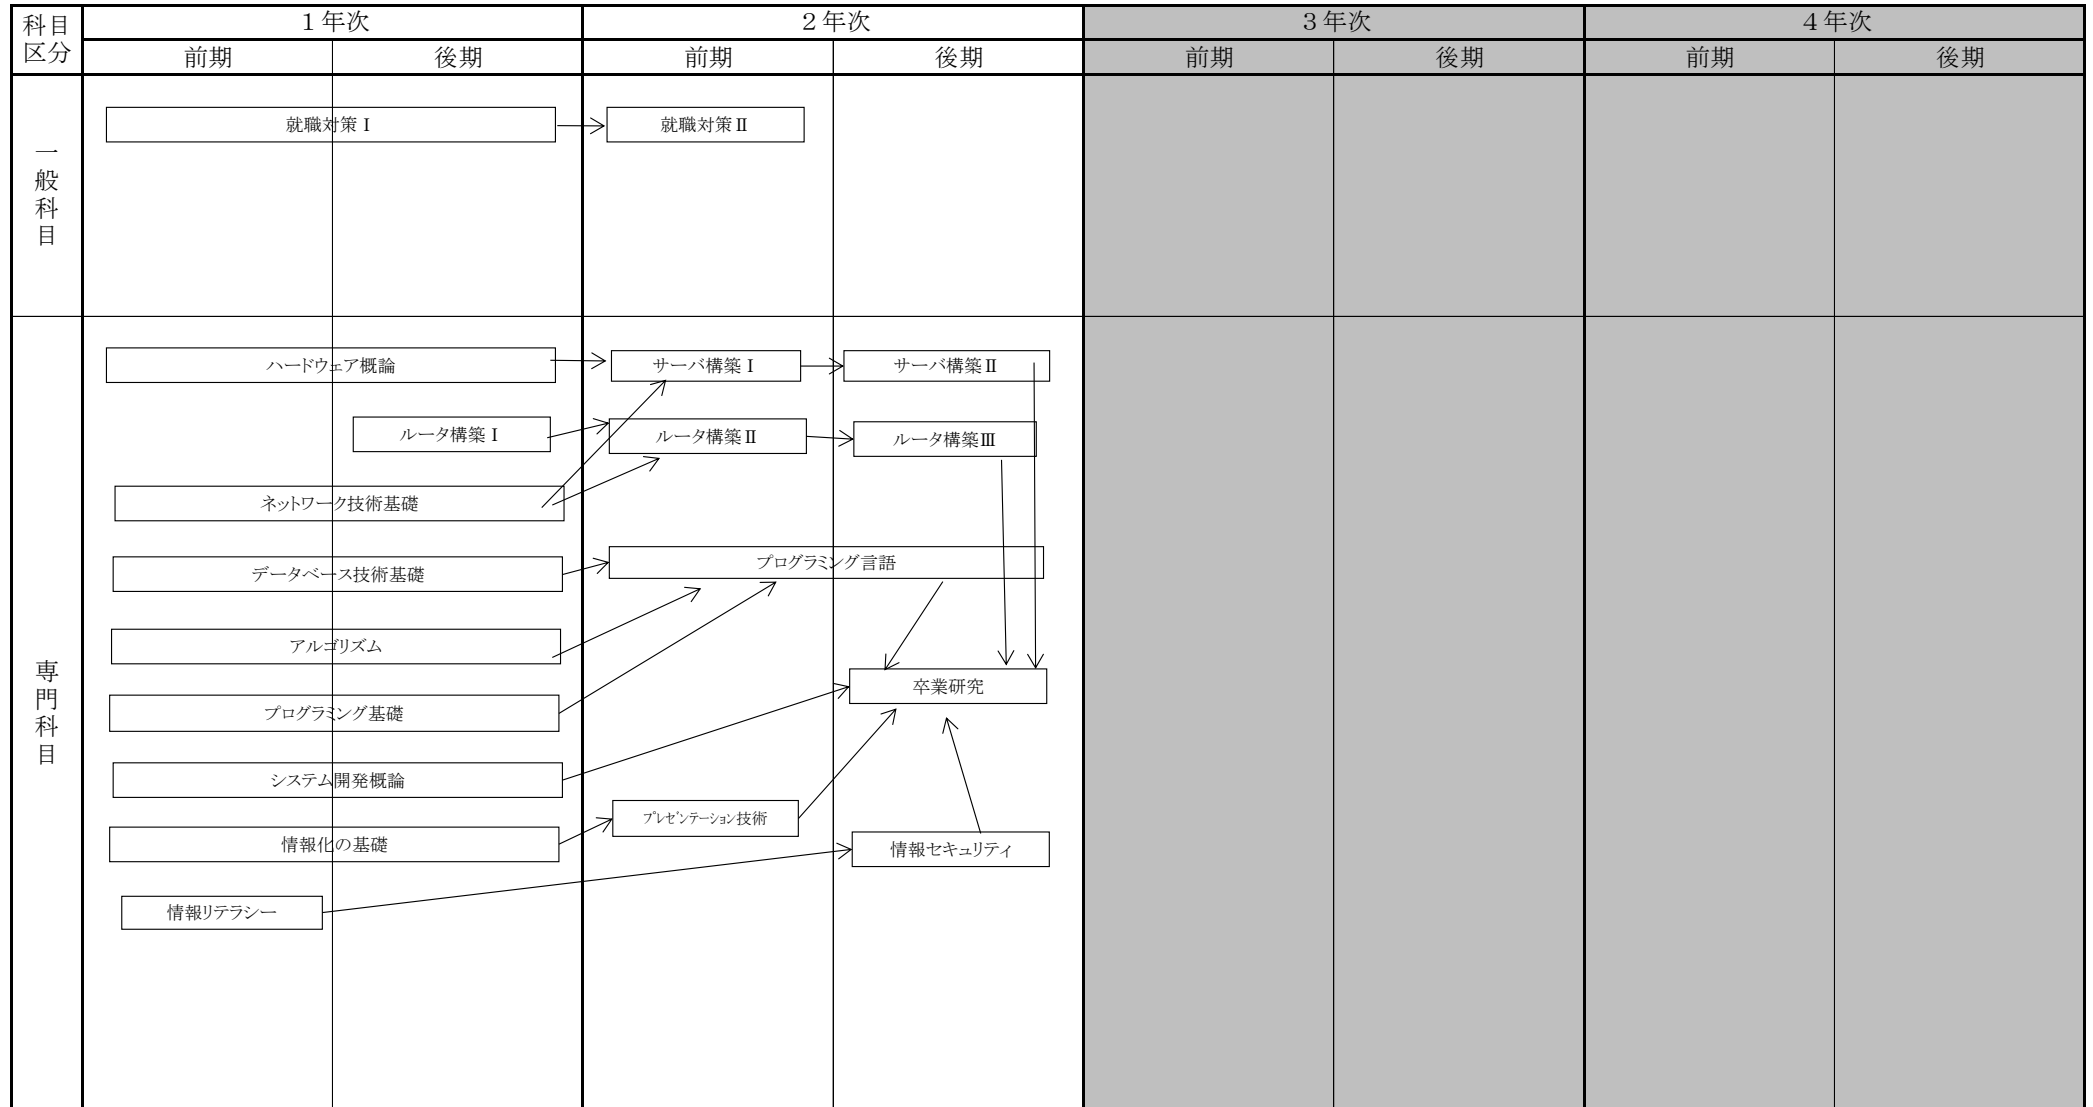 科目
区分
１年次
２年次
３年次
４年次
前期
後期
前期
後期
前期
後期
前期
後期
一般科目
就職対策Ⅰ
就職対策Ⅱ
専門科目
ハードウェア概論
サーバ構築Ⅰ
サーバ構築Ⅱ
ルータ構築Ⅰ
ルータ構築Ⅱ
ルータ構築Ⅲ
ネットワーク技術基礎
データベース技術基礎
プログラミング言語
アルゴリズム
卒業研究
プログラミング基礎
システム開発概論
プレゼンテーション技術
情報化の基礎
情報セキュリティ
情報リテラシー